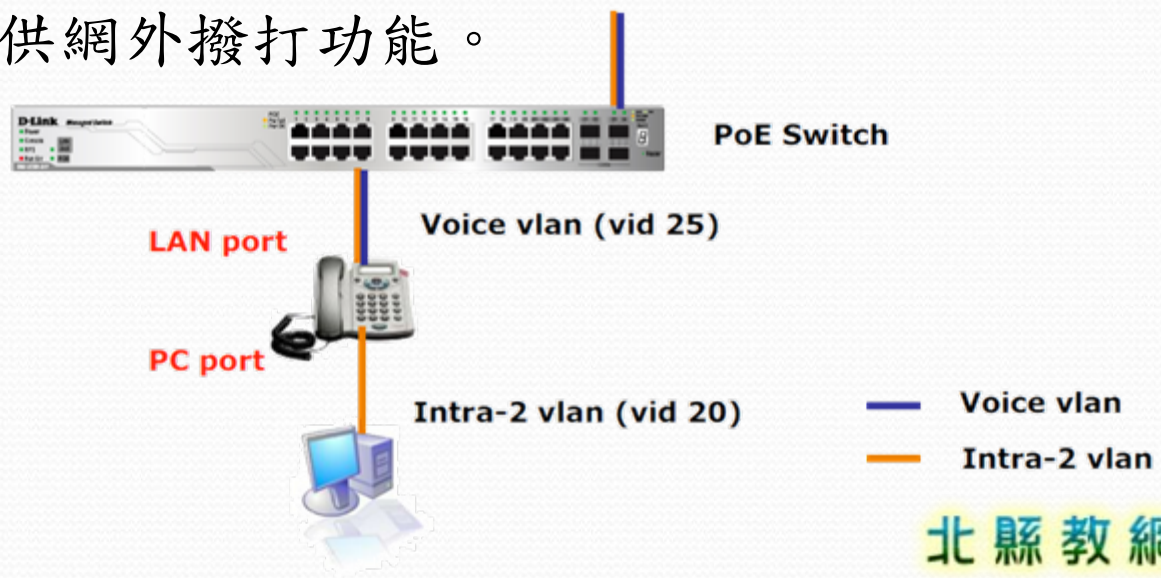 供網外撥打功能。
D-Link
PoE Switch
Voice vlan (vid 25)
LAN port
PC port
Intra-2 vlan (vid 20)
Voice vlan
Intra-2 vlan
北縣教網